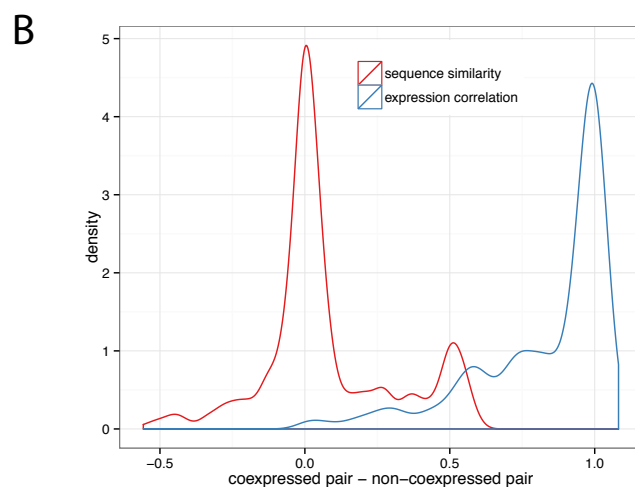 B
5
4
3
2
1
0
density
sequence similarity
expression correlation
−0.5 0.0 0.5 1.0
coexpressed pair − non−coexpressed pair